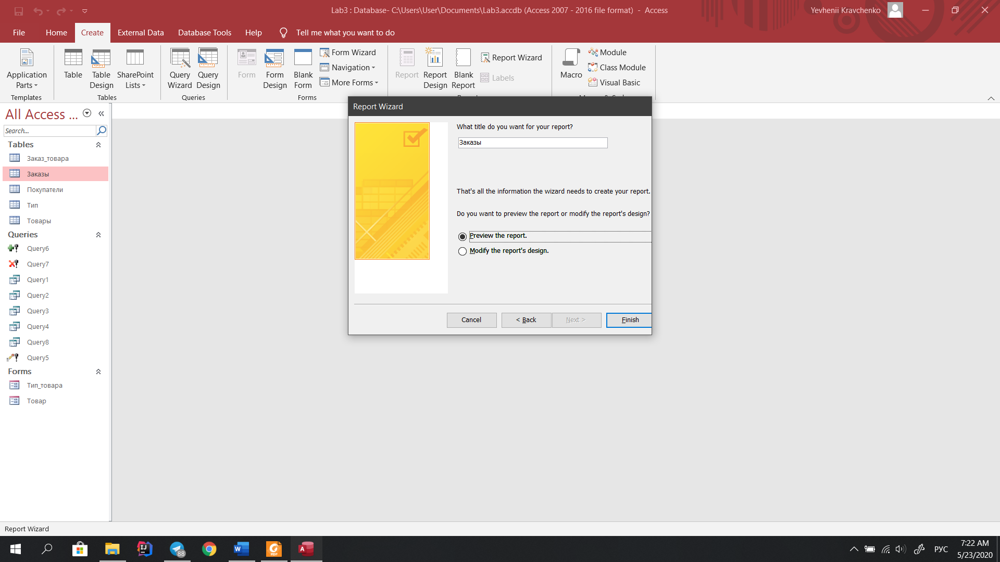 Lab3 : Database- C:\Users\User\Documents\Lab3.accdb (Access 2007 - 2016 file format) - Access
Yevhenii Kravchenko
File
Home
Create
External Data
Database Tools
Help
Tell me what you want to do
Application
Parts
Templates
Table
Table
Design
SharePoint
Lists
Tables
Query
Wizard
Query
Design
Queries
Form
Form
Design
Blank
Form
Form Wizard
Navigation
More Forms
Forms
Report
Report
Design
Blank
Report
Report Wizard
Labels
Macro
Module
Class Module
Visual Basic
All Access ...
Search...
Tables
Заказ_товара
Заказы
Покупатели
Тип
Товары
Queries
Query6
Query7
Query1
Query2
Query3
Query4
Query8
Query5
Forms
Тип_товара
Товар
Report Wizard
What title do you want for your report?
Заказы
That's all the information the wizard needs to create your report.
Do you want to preview the report or modify the report's design?
Preview the report.
Modify the report's design.
Cancel
< Back
Next >
Finish
Report Wizard
88
РУС
7:22 AM
5/23/2020